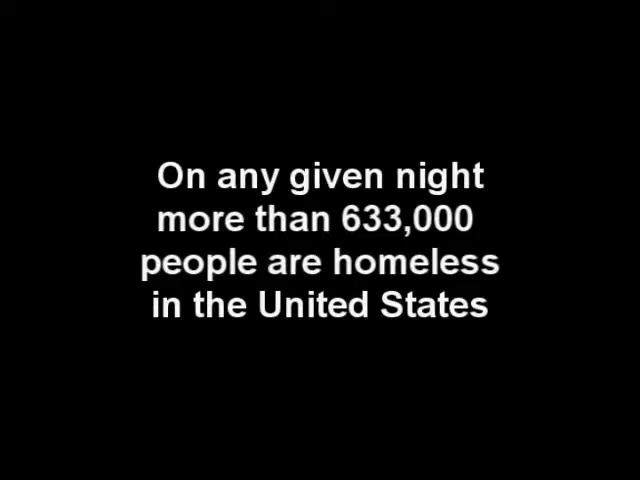 On any given night
more than 633,000
people are homeless
in the United States